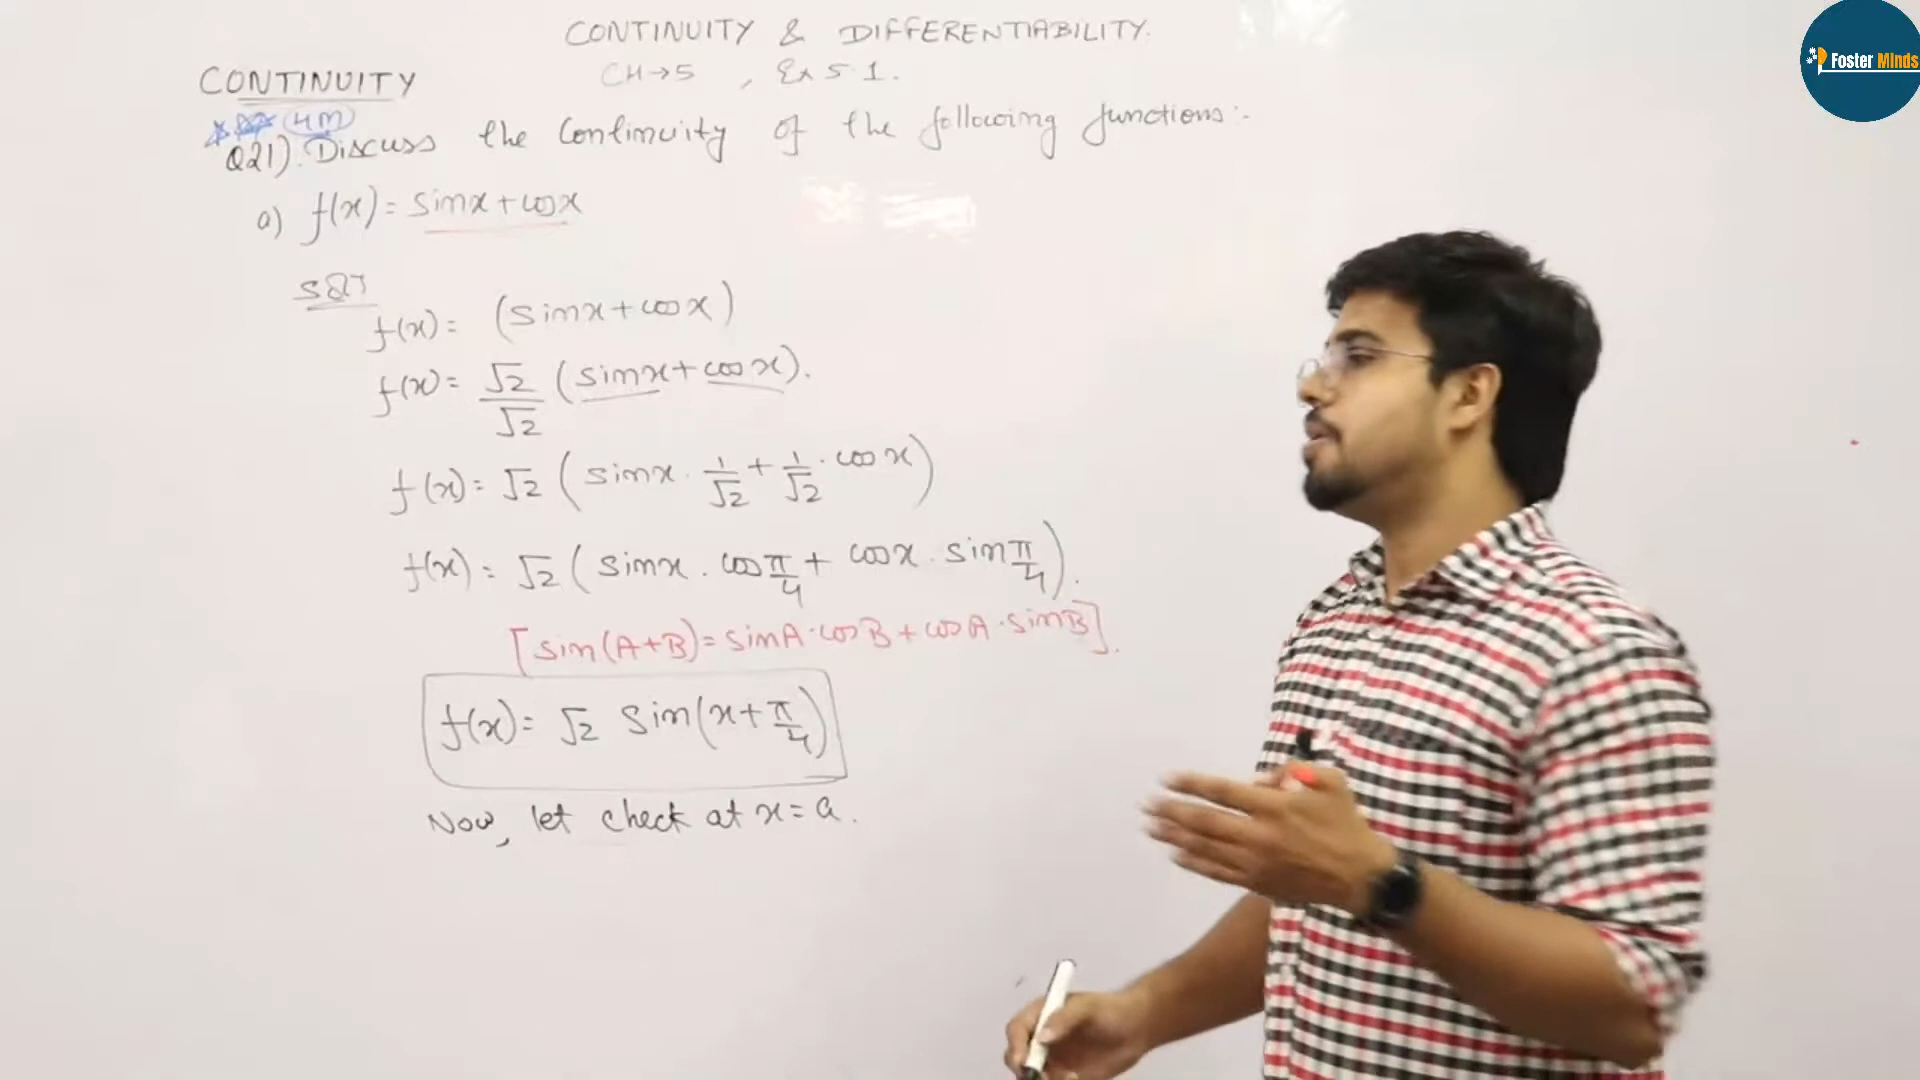 CONTINUITY & DIFFERENTIABILITY.
CH→5 , Ex 5.1.
CONTINUITY
4M
Q21). Discuss the Continuity of the following functions:-
a) f(x) = sinx + cosx
Sol
f(x) = (sinx + cosx)
f(x) = √2/√2 (sinx + cosx).
f(x) = √2 (sinx · 1/√2 + 1/√2 · cosx)
f(x) = √2 (sinx . cos π/4 + cosx . sin π/4).
[sin(A+B) = sinA·cosB + cosA·sinB].
f(x) = √2 sin(x + π/4)
Now, let check at x = a.
Foster Minds